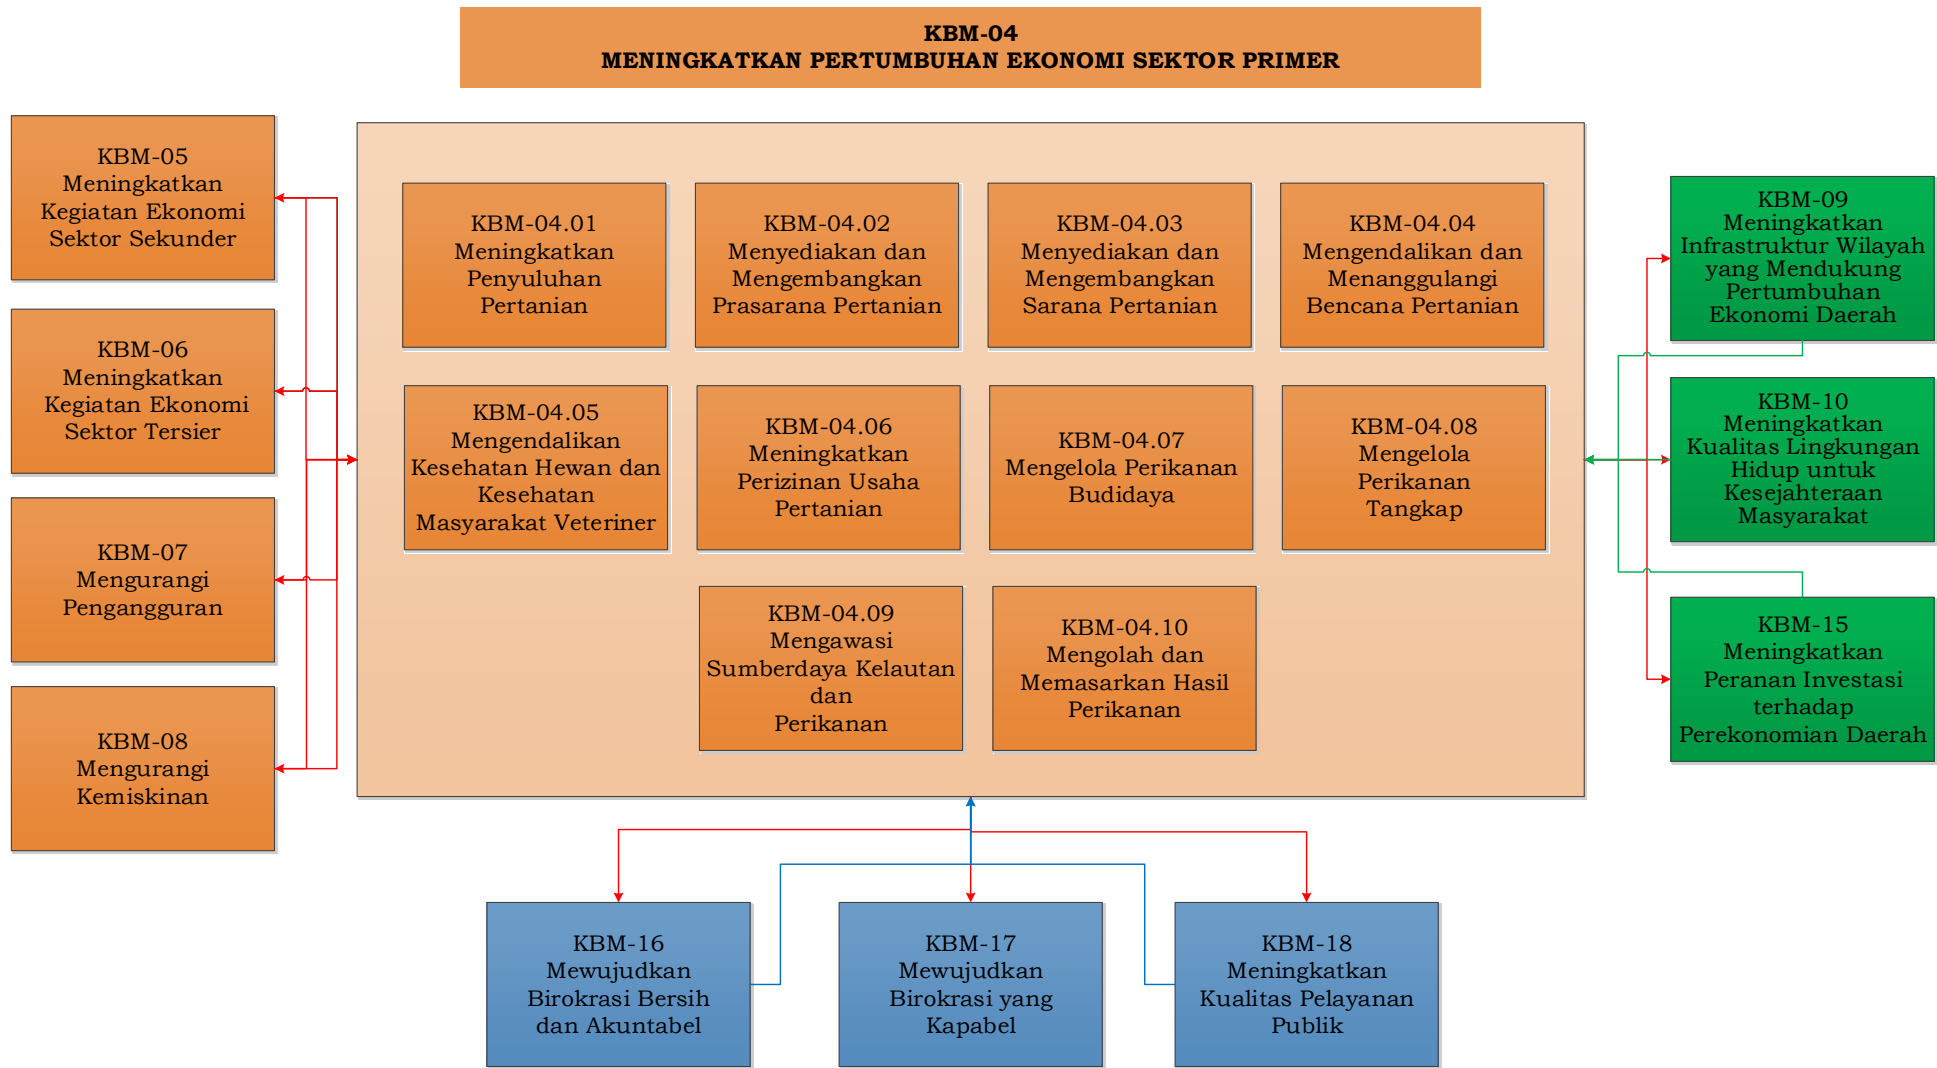 KBM-04
MENINGKATKAN PERTUMBUHAN EKONOMI SEKTOR PRIMER
KBM-05
Meningkatkan
Kegiatan Ekonomi
Sektor Sekunder
KBM-06
Meningkatkan
Kegiatan Ekonomi
Sektor Tersier
KBM-07
Mengurangi
Pengangguran
KBM-08
Mengurangi
Kemiskinan
KBM-04.01
Meningkatkan
Penyuluhan
Pertanian
KBM-04.02
Menyediakan dan
Mengembangkan
Prasarana Pertanian
KBM-04.03
Menyediakan dan
Mengembangkan
Sarana Pertanian
KBM-04.04
Mengendalikan dan
Menanggulangi
Bencana Pertanian
KBM-04.05
Mengendalikan
Kesehatan Hewan dan
Kesehatan
Masyarakat Veteriner
KBM-04.06
Meningkatkan
Perizinan Usaha
Pertanian
KBM-04.07
Mengelola Perikanan
Budidaya
KBM-04.08
Mengelola
Perikanan
Tangkap
KBM-04.09
Mengawasi
Sumberdaya Kelautan
dan
Perikanan
KBM-04.10
Mengolah dan
Memasarkan Hasil
Perikanan
KBM-09
Meningkatkan
Infrastruktur Wilayah
yang Mendukung
Pertumbuhan
Ekonomi Daerah
KBM-10
Meningkatkan
Kualitas Lingkungan
Hidup untuk
Kesejahteraan
Masyarakat
KBM-15
Meningkatkan
Peranan Investasi
terhadap
Perekonomian Daerah
KBM-16
Mewujudkan
Birokrasi Bersih
dan Akuntabel
KBM-17
Mewujudkan
Birokrasi yang
Kapabel
KBM-18
Meningkatkan
Kualitas Pelayanan
Publik